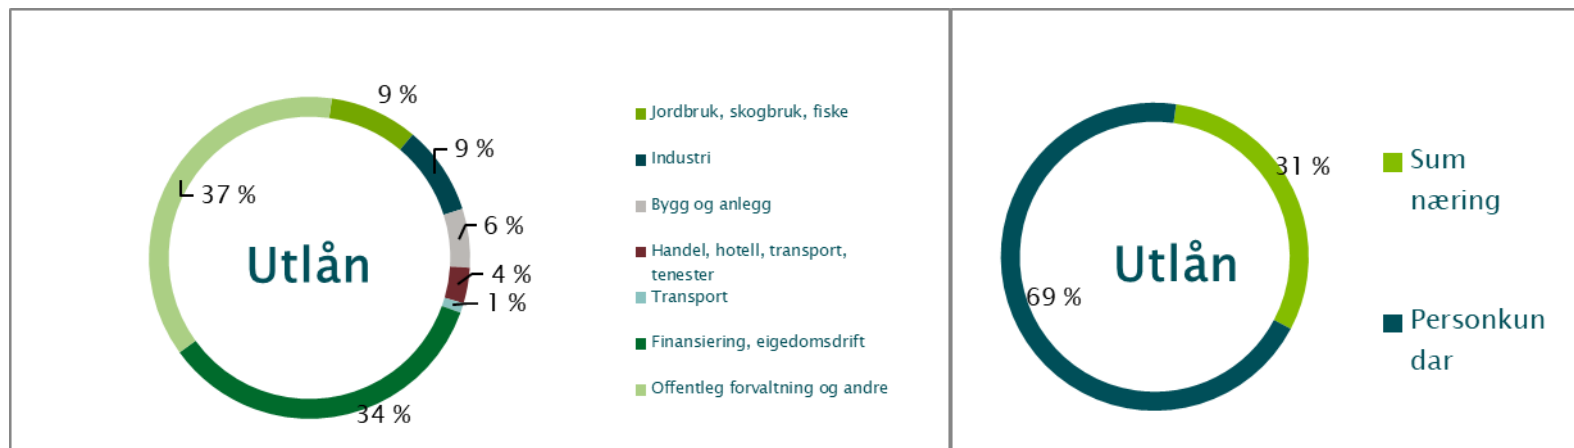 9 %
9 %
37 %
6 %
Utlån
4 %
1 %
34 %
Jordbruk, skogbruk, fiske
Industri
Bygg og anlegg
Handel, hotell, transport,
tenester
Transport
Finansiering, eigedomsdrift
Offentleg forvaltning og andre
31 %
Utlån
69 %
Sum
næring
Personkun
dar